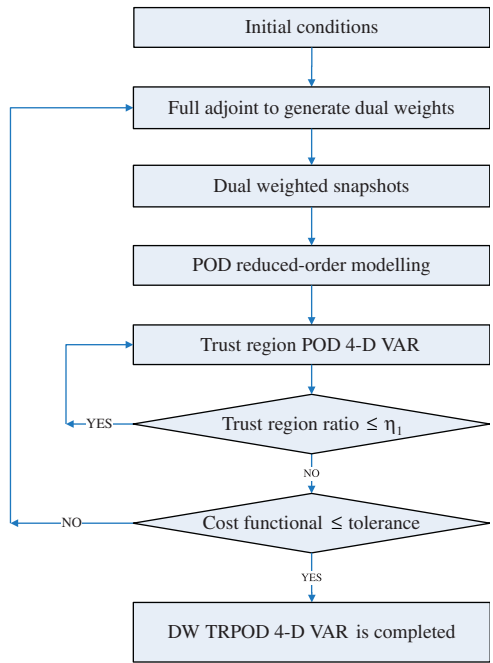 Initial conditions
Full adjoint to generate dual weights
Dual weighted snapshots
POD reduced-order modelling
Trust region POD 4-D VAR
YES
Trust region ratio ≤ η₁
NO
NO
Cost functional ≤ tolerance
YES
DW TRPOD 4-D VAR is completed